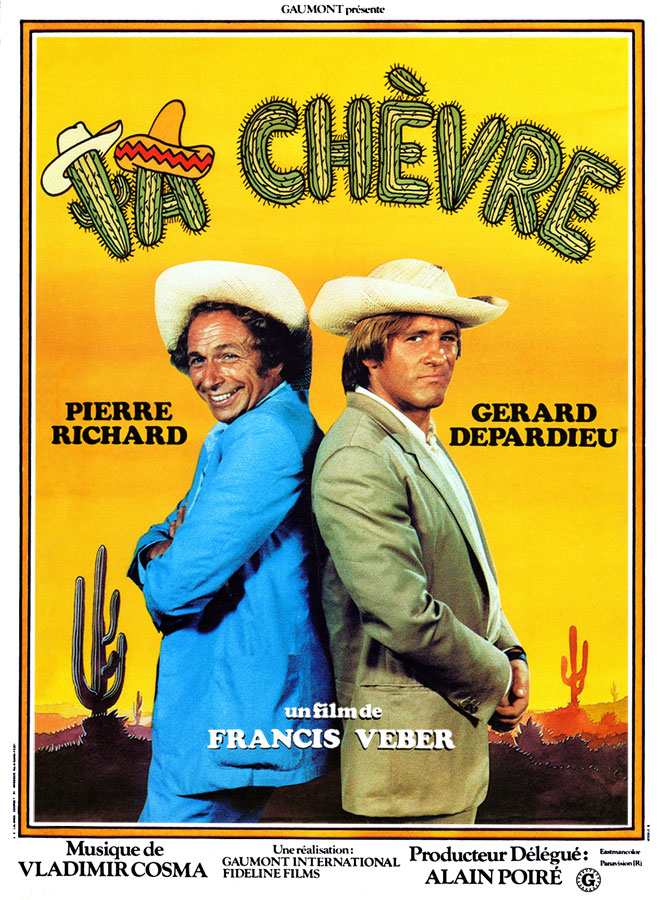 GAUMONT présente
LA CHÈVRE
PIERRE
RICHARD
GERARD
DEPARDIEU
un film de
FRANCIS VEBER
Musique de
VLADIMIR COSMA
Une réalisation :
GAUMONT INTERNATIONAL
FIDELINE FILMS
Producteur Délégué :
ALAIN POIRÉ
G
Eastmancolor
Panavision (R)